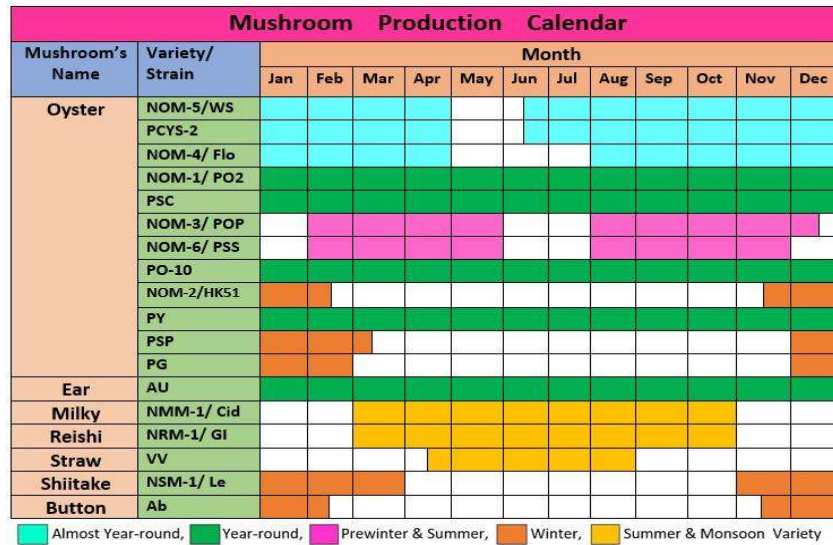 Mushroom Production Calendar
Mushroom's Name Variety/ Strain Month
Jan Feb Mar Apr May Jun Jul Aug Sep Oct Nov Dec
Oyster NOM-5/WS
PCYS-2
NOM-4/ Flo
NOM-1/ PO2
PSC
NOM-3/ POP
NOM-6/ PSS
PO-10
NOM-2/HK51
PY
PSP
PG
Ear AU
Milky NMM-1/ Cid
Reishi NRM-1/ GI
Straw VV
Shiitake NSM-1/ Le
Button Ab
Almost Year-round, Year-round, Prewinter & Summer, Winter, Summer & Monsoon Variety